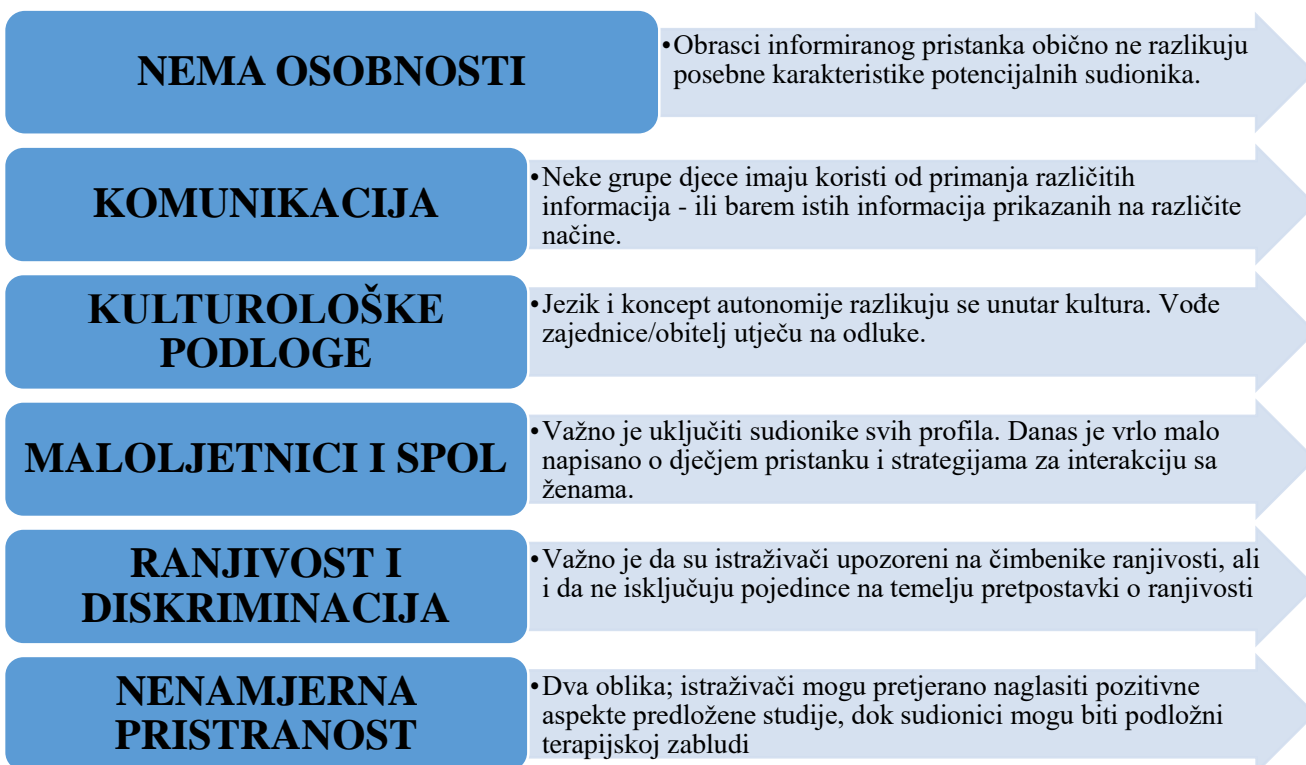 NEMA OSOBNOSTI
•Obrasci informiranog pristanka obično ne razlikuju
posebne karakteristike potencijalnih sudionika.
KOMUNIKACIJA
•Neke grupe djece imaju koristi od primanja različitih
informacija - ili barem istih informacija prikazanih na različite
načine.
KULTUROLOŠKE
PODLOGE
•Jezik i koncept autonomije razlikuju se unutar kultura. Vođe
zajednice/obitelj utječu na odluke.
MALOLJETNICI I SPOL
•Važno je uključiti sudionike svih profila. Danas je vrlo malo
napisano o dječjem pristanku i strategijama za interakciju sa
ženama.
RANJIVOST I
DISKRIMINACIJA
•Važno je da su istraživači upozoreni na čimbenike ranjivosti, ali
i da ne isključuju pojedince na temelju pretpostavki o ranjivosti
NENAMJERNA
PRISTRANOST
•Dva oblika; istraživači mogu pretjerano naglasiti pozitivne
aspekte predložene studije, dok sudionici mogu biti podložni
terapijskoj zabludi